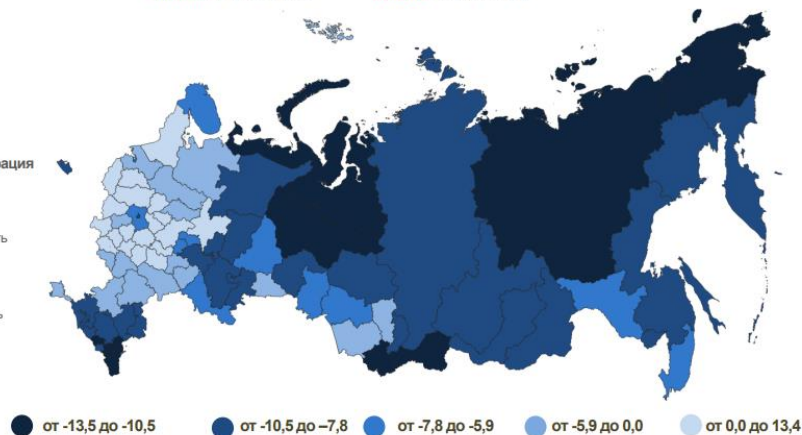 рация
ть
ь
от -13,5 до -10,5
от -10,5 до –7,8
от -7,8 до -5,9
от -5,9 до 0,0
от 0,0 до 13,4